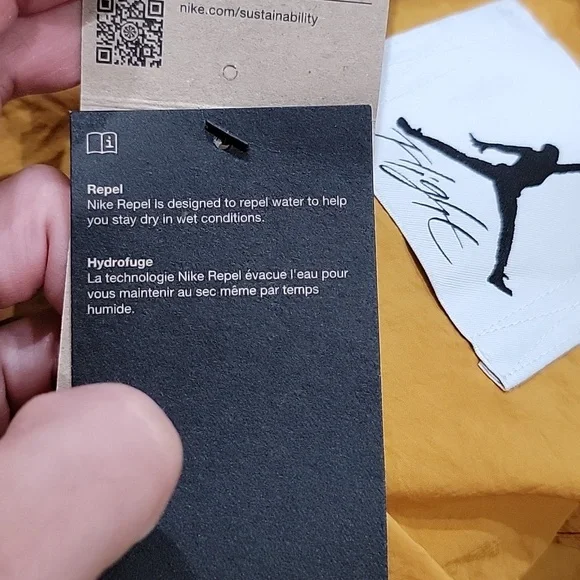 nike.com/sustainability
i
Repel
Nike Repel is designed to repel water to help
you stay dry in wet conditions.
Hydrofuge
La technologie Nike Repel évacue l'eau pour
vous maintenir au sec même par temps
humide.
flight